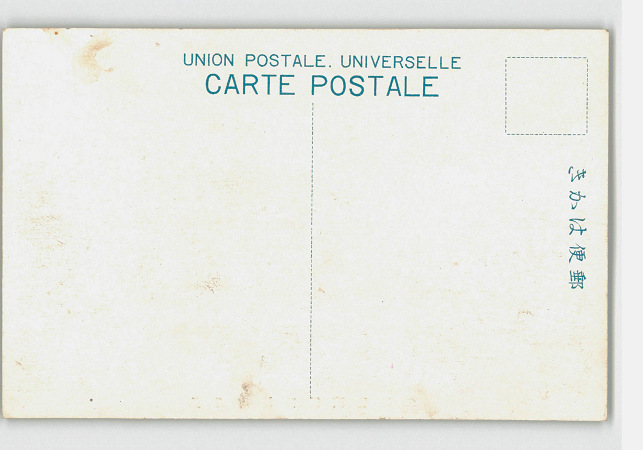 UNION POSTALE. UNIVERSELLE
CARTE POSTALE
きかは便郵